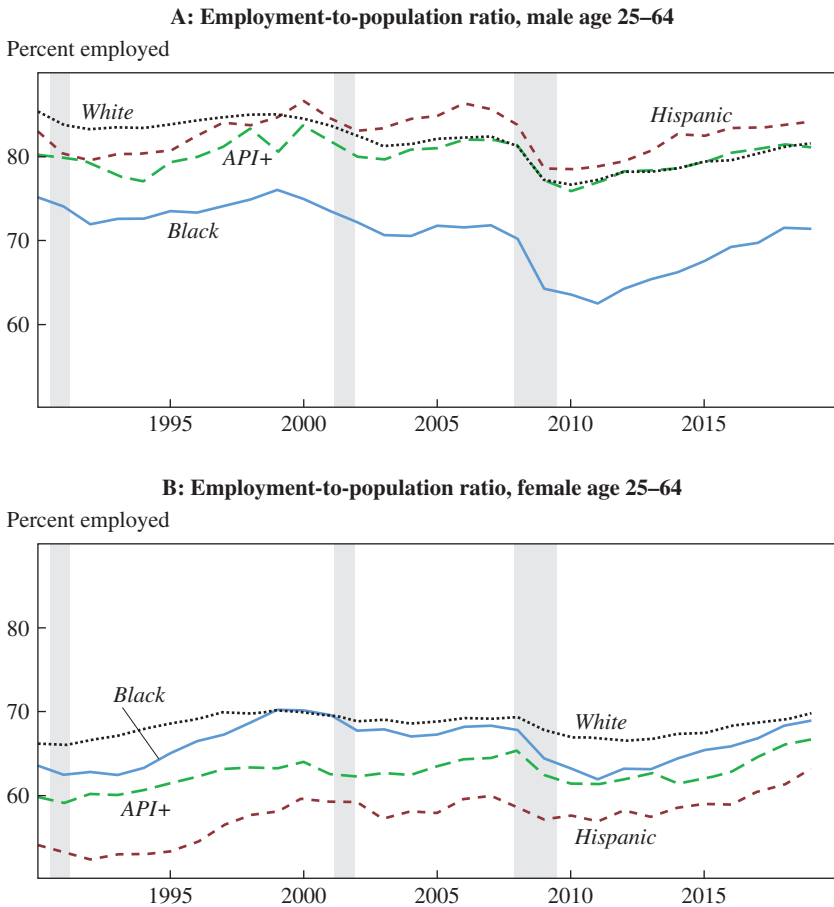 A: Employment-to-population ratio, male age 25–64
Percent employed
White
Hispanic
80
API+
70
Black
60
1995 2000 2005 2010 2015
B: Employment-to-population ratio, female age 25–64
Percent employed
80
Black
70
White
60
API+
Hispanic
1995 2000 2005 2010 2015